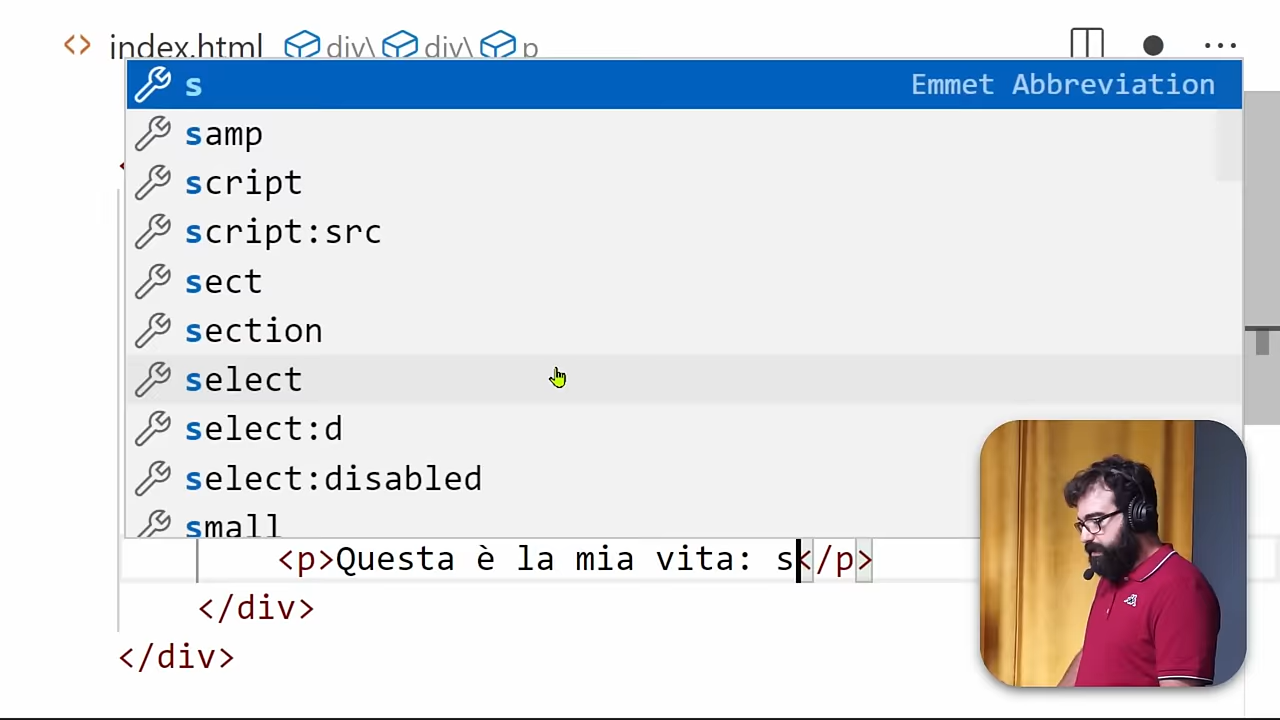 index.html div\ div\ p
s Emmet Abbreviation
samp
script
script:src
sect
section
select
select:d
select:disabled
small
<p>Questa è la mia vita: s</p>
</div>
</div>